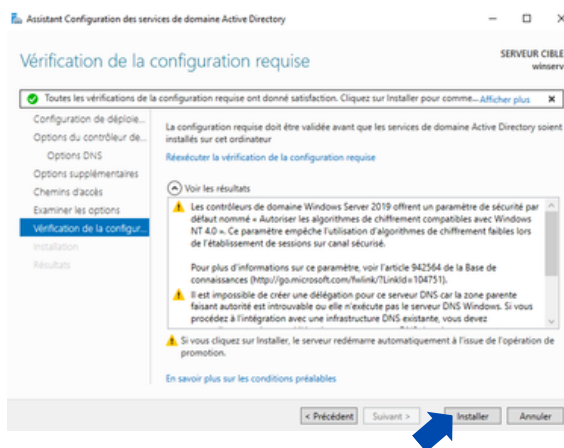 Assistant Configuration des services de domaine Active Directory
Vérification de la configuration requise
SERVEUR CIBLE
winserv
Toutes les vérifications de la configuration requise ont donné satisfaction. Cliquez sur Installer pour comme... Afficher plus
Configuration de déploie...
Options du contrôleur de...
Options DNS
Options supplémentaires
Chemins d'accès
Examiner les options
Vérification de la configur...
Installation
Résultats
La configuration requise doit être validée avant que les services de domaine Active Directory soient
installés sur cet ordinateur
Réexécuter la vérification de la configuration requise
Voir les résultats
Les contrôleurs de domaine Windows Server 2019 offrent un paramètre de sécurité par
défaut nommé « Autoriser les algorithmes de chiffrement compatibles avec Windows
NT 4.0 ». Ce paramètre empêche l'utilisation d'algorithmes de chiffrement faibles lors
de l'établissement de sessions sur canal sécurisé.
Pour plus d'informations sur ce paramètre, voir l'article 942564 de la Base de
connaissances (http://go.microsoft.com/fwlink/?LinkId=104751).
Il est impossible de créer une délégation pour ce serveur DNS car la zone parente
faisant autorité est introuvable ou elle n'exécute pas le serveur DNS Windows. Si vous
procédez à l'intégration avec une infrastructure DNS existante, vous devez
Si vous cliquez sur Installer, le serveur redémarre automatiquement à l'issue de l'opération de
promotion.
En savoir plus sur les conditions préalables
< Précédent
Suivant >
Installer
Annuler